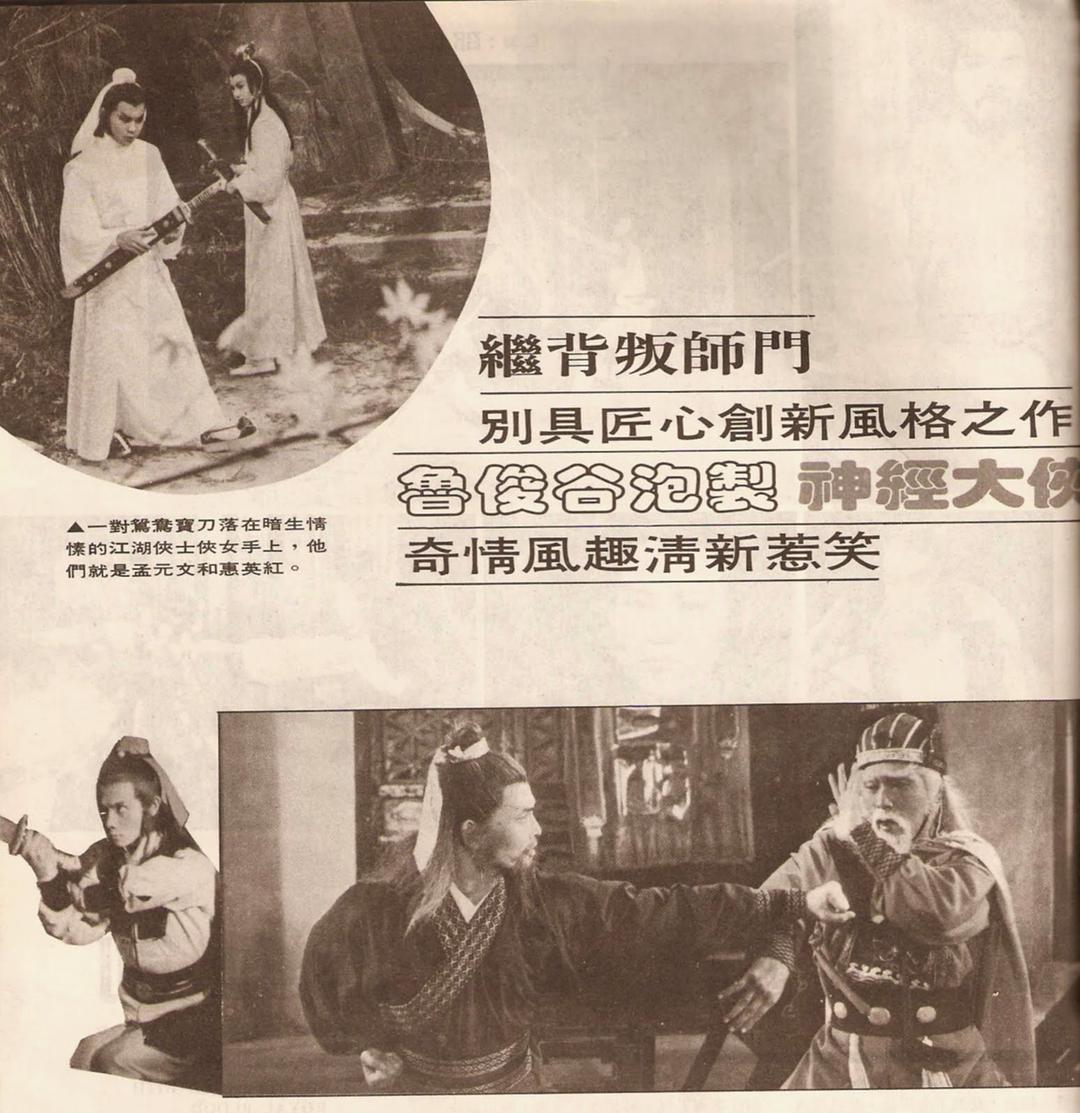 繼背叛師門
別具匠心創新風格之作
魯俊谷泡製 神經大俠
奇情風趣清新惹笑
▲一對鴛鴦寶刀落在暗生情
愫的江湖俠士俠女手上，他
們就是孟元文和惠英紅。